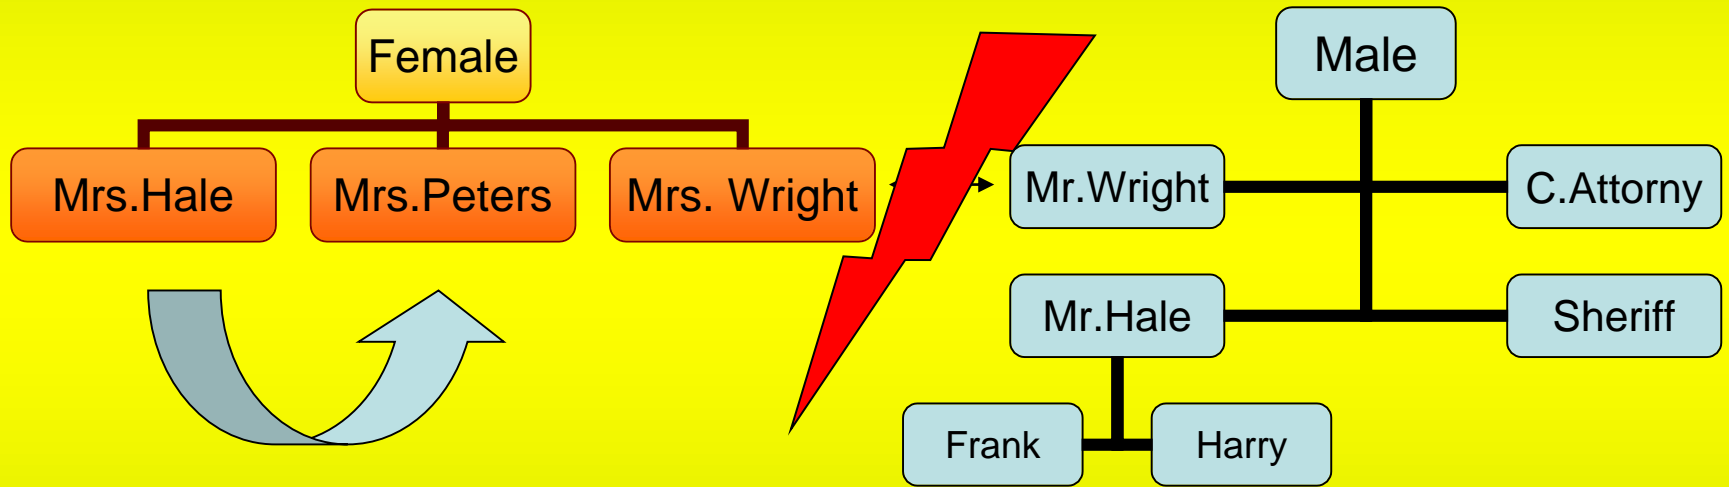 Female
Male
Mrs.Hale
Mrs.Peters
Mrs. Wright
Mr.Wright
C.Attorny
Mr.Hale
Sheriff
Frank
Harry